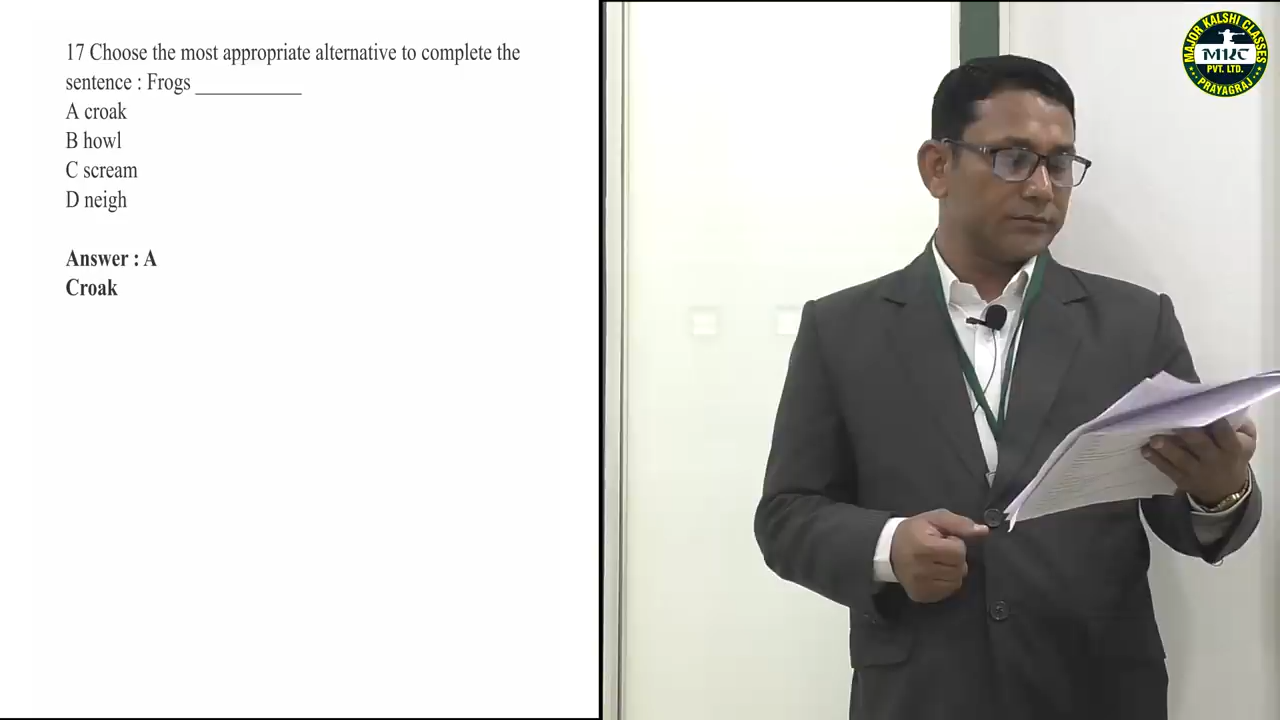 17 Choose the most appropriate alternative to complete the
sentence : Frogs ___________
A croak
B howl
C scream
D neigh
Answer : A
Croak
MAJOR KALSHI CLASSES
MKC
PVT. LTD.
PRAYAGRAJ